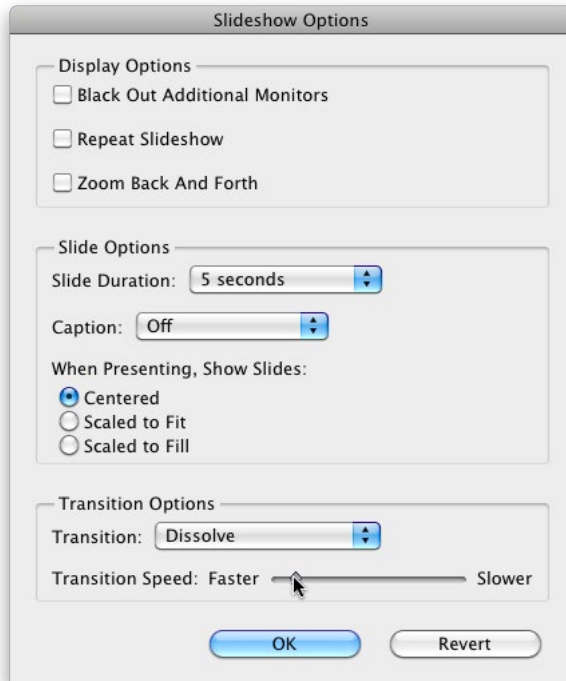 Slideshow Options
Display Options
Black Out Additional Monitors
Repeat Slideshow
Zoom Back And Forth
Slide Options
Slide Duration: 5 seconds
Caption: Off
When Presenting, Show Slides:
Centered
Scaled to Fit
Scaled to Fill
Transition Options
Transition: Dissolve
Transition Speed: Faster Slower
OK Revert